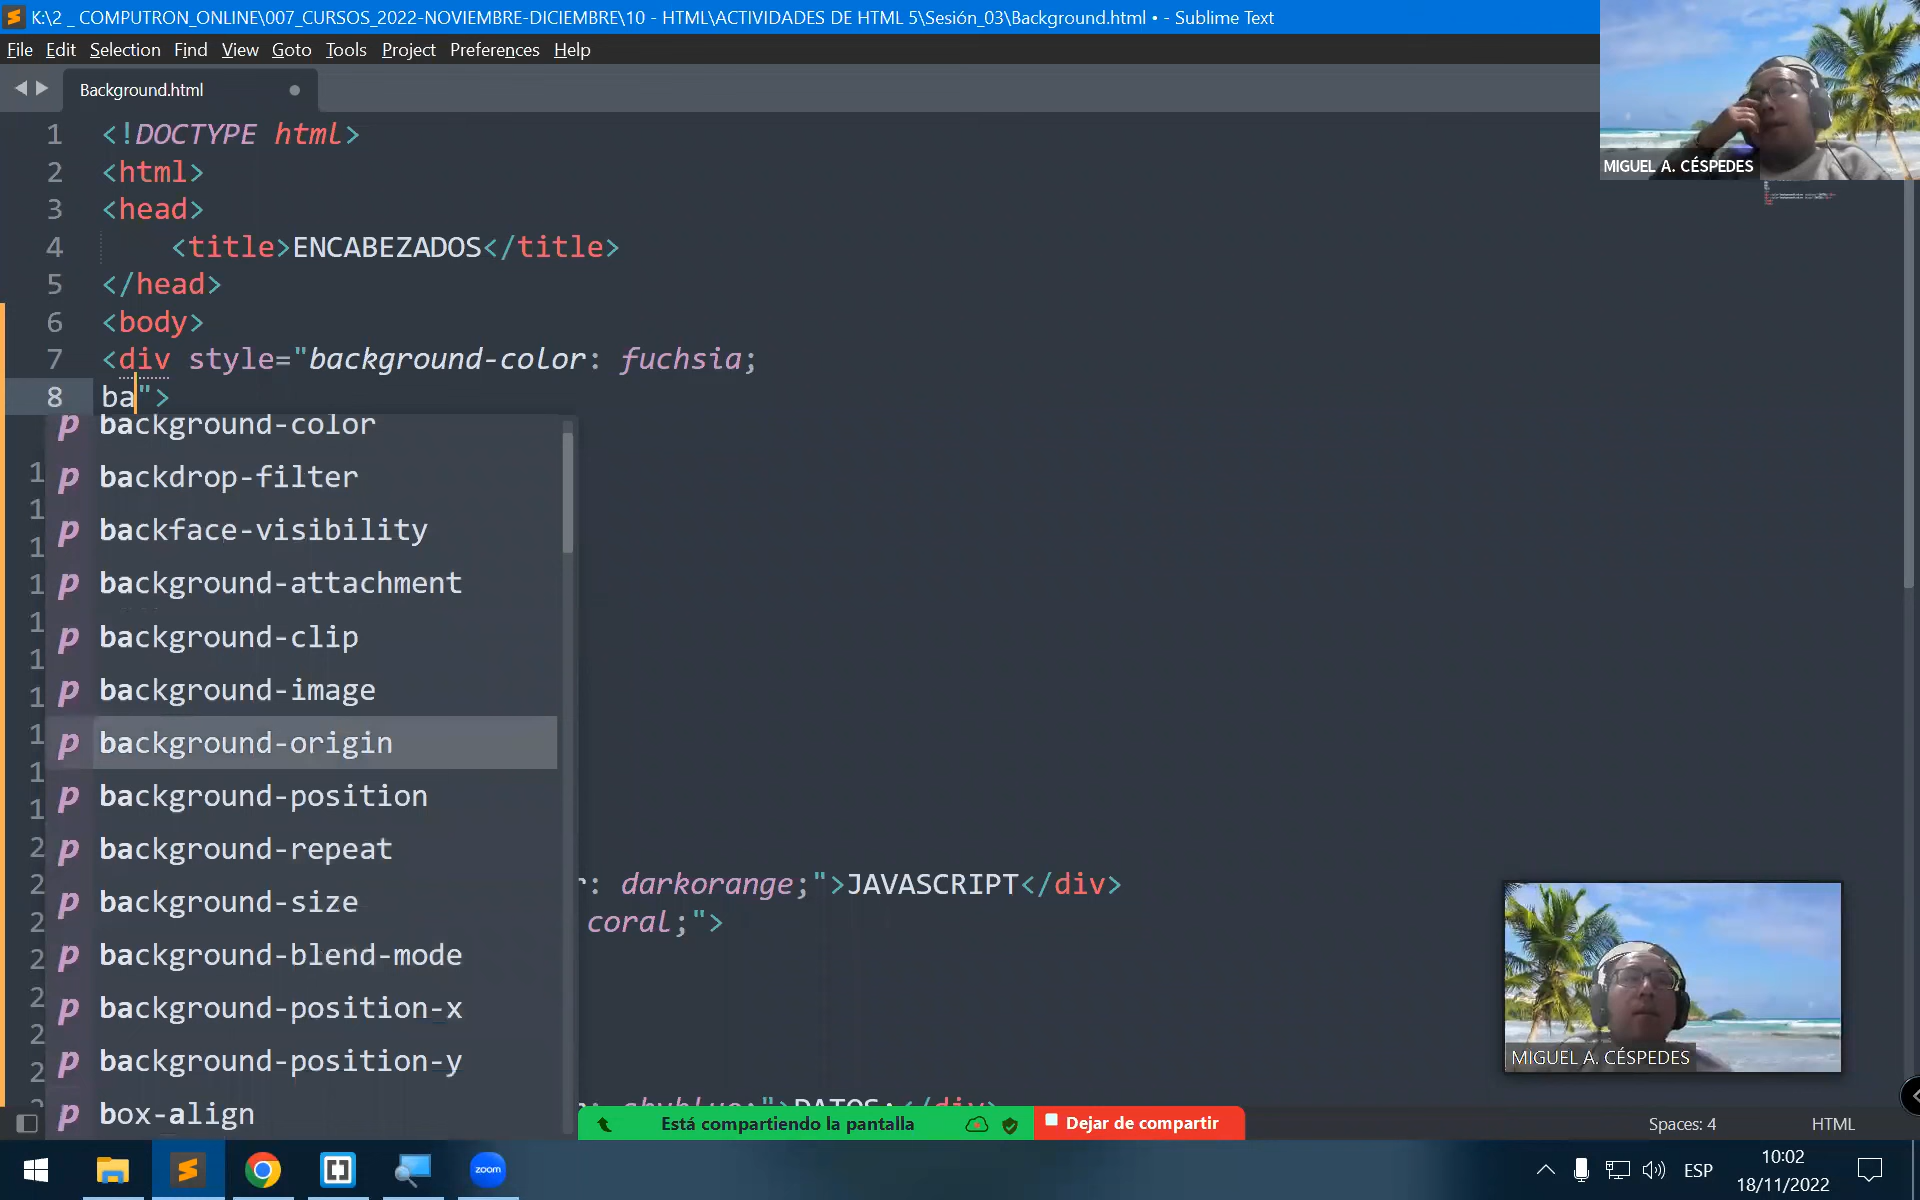 K:\2 _ COMPUTRON_ONLINE\007_CURSOS_2022-NOVIEMBRE-DICIEMBRE\10 - HTML\ACTIVIDADES DE HTML 5\Sesión_03\Background.html • - Sublime Text
File Edit Selection Find View Goto Tools Project Preferences Help
Background.html
MIGUEL A. CÉSPEDES
1 <!DOCTYPE html>
2 <html>
3 <head>
4 <title>ENCABEZADOS</title>
5 </head>
6 <body>
7 <div style="background-color: fuchsia;
8 ba">
p background-color
p backdrop-filter
p backface-visibility
p background-attachment
p background-clip
p background-image
p background-origin
p background-position
p background-repeat
p background-size
p background-blend-mode
p background-position-x
p background-position-y
p box-align
: darkorange;">JAVASCRIPT</div>
coral;">
MIGUEL A. CÉSPEDES
Está compartiendo la pantalla
Dejar de compartir
Spaces: 4
HTML
zoom
ESP
10:02
18/11/2022